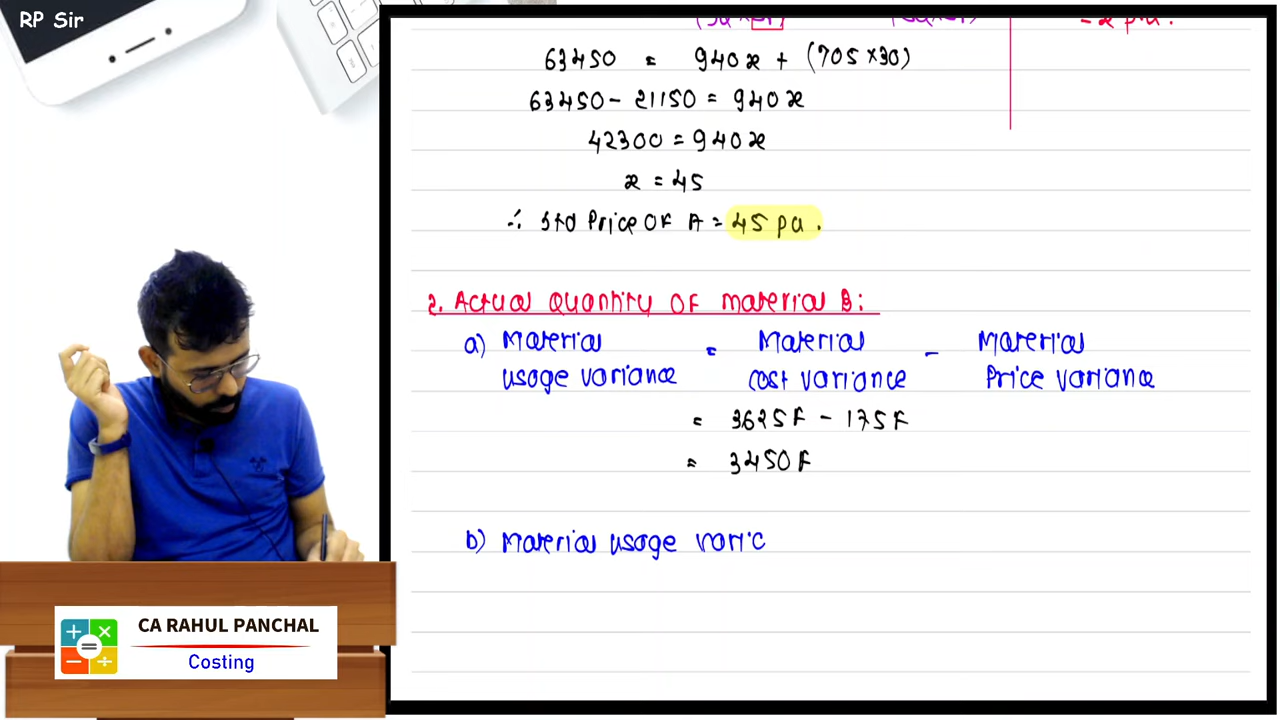 RP Sir
= x p.u.
63450 = 940x + (705 × 30)
63450 - 21150 = 940x
42300 = 940x
x = 45
∴ Std Price Of A = 45 pu.
2. Actual Quantity Of Material B:
a) Material usage variance = Material cost variance - Material Price variance
= 3625F - 175F
= 3450F
b) Material usage varia
CA RAHUL PANCHAL
Costing